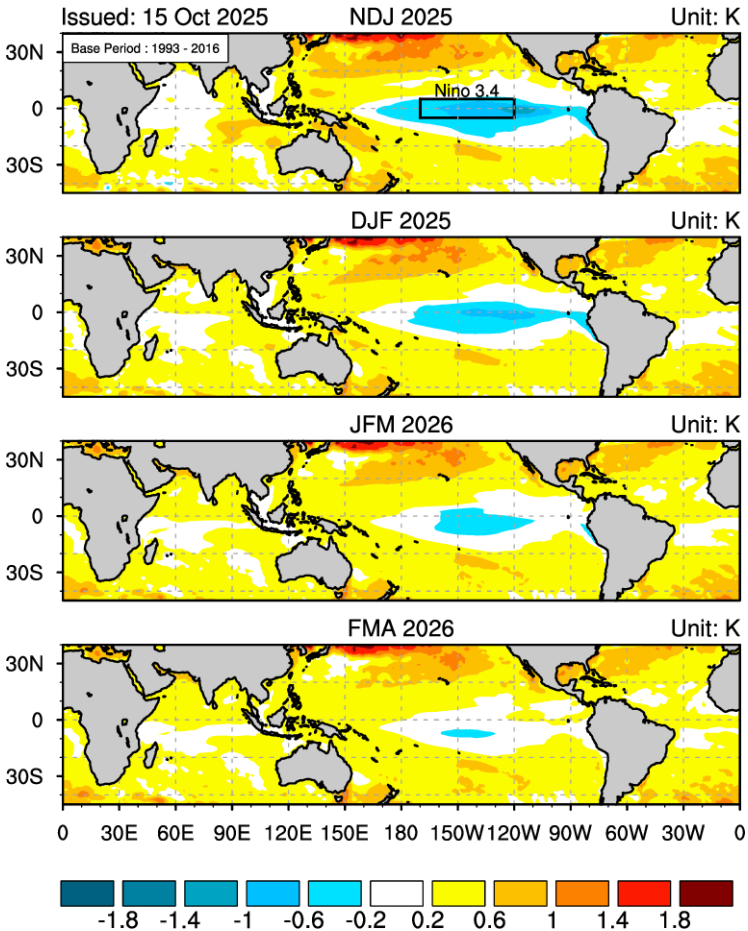 Issued: 15 Oct 2025 NDJ 2025 Unit: K
Base Period : 1993 - 2016
30N
Nino 3.4
0
30S
DJF 2025 Unit: K
30N
0
30S
JFM 2026 Unit: K
30N
0
30S
FMA 2026 Unit: K
30N
0
30S
0 30E 60E 90E 120E 150E 180 150W 120W 90W 60W 30W 0
-1.8 -1.4 -1 -0.6 -0.2 0.2 0.6 1 1.4 1.8